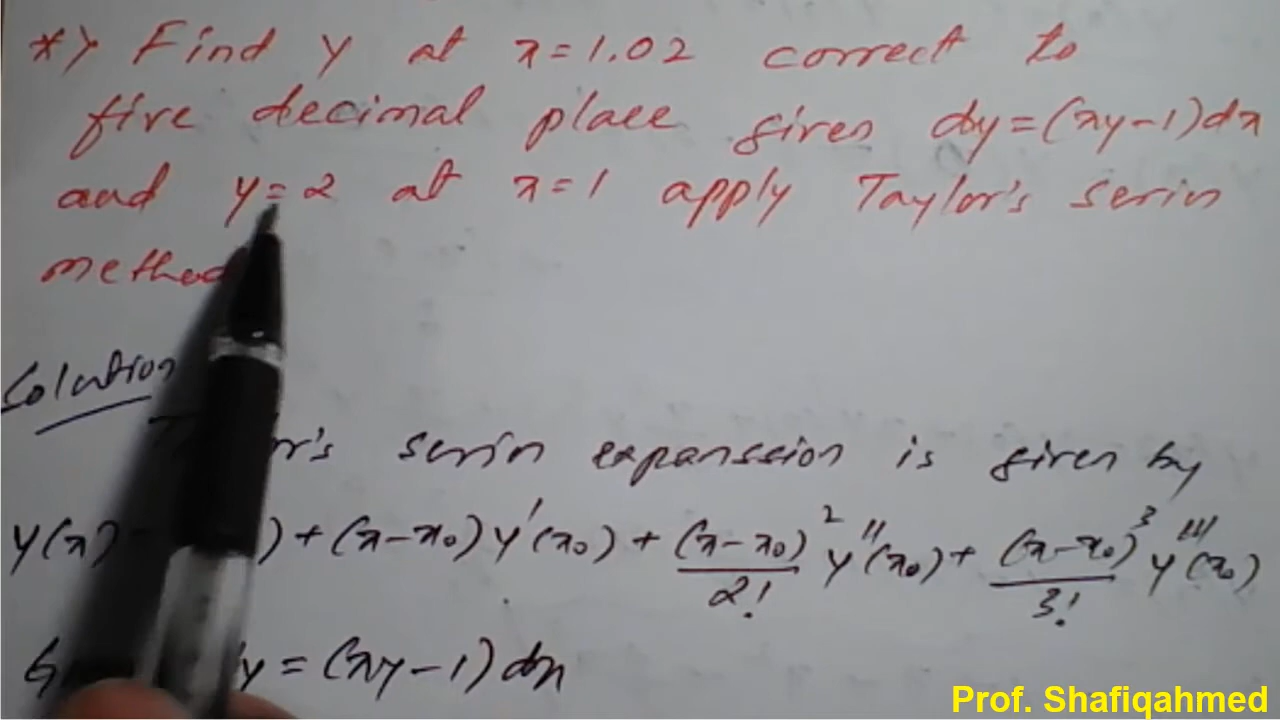 *> Find y at x=1.02 correct to
five decimal place given dy=(xy-1)dx
and y=2 at x=1 apply Taylor's series
method
Solution
r's series expanssion is given by
y(x) ) + (x-x₀) y'(x₀) + (x-x₀)²/2! y''(x₀) + (x-x₀)³/3! y'''(x₀)
G y = (xy-1) dx
Prof. Shafiqahmed